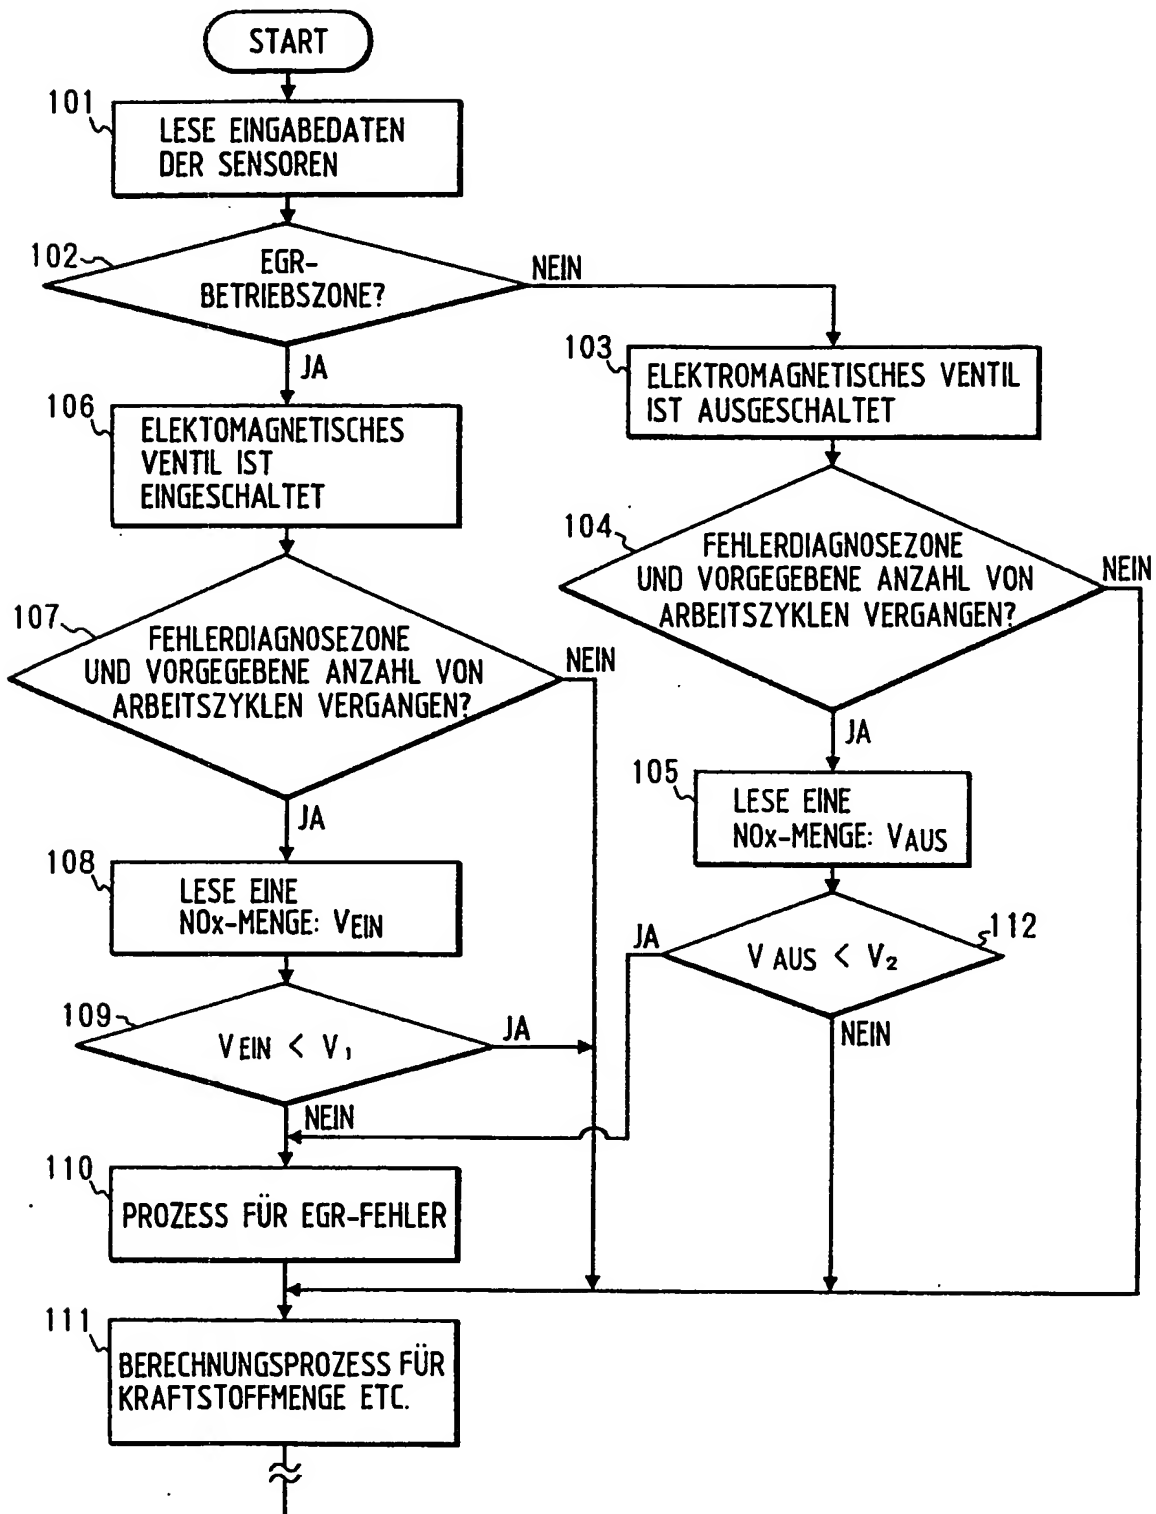 START
101
LESE EINGABEDATEN
DER SENSOREN
102
EGR-
BETRIEBSZONE?
NEIN
JA
103
ELEKTROMAGNETISCHES VENTIL
IST AUSGESCHALTET
106
ELEKTOMAGNETISCHES
VENTIL IST
EINGESCHALTET
104
FEHLERDIAGNOSEZONE
UND VORGEGEBENE ANZAHL VON
ARBEITSZYKLEN VERGANGEN?
NEIN
JA
107
FEHLERDIAGNOSEZONE
UND VORGEGEBENE ANZAHL VON
ARBEITSZYKLEN VERGANGEN?
NEIN
JA
105
LESE EINE
NOx-MENGE: VAUS
108
LESE EINE
NOx-MENGE: VEIN
112
JA
V AUS < V₂
NEIN
109
VEIN < V₁
JA
NEIN
110
PROZESS FÜR EGR-FEHLER
111
BERECHNUNGSPROZESS FÜR
KRAFTSTOFFMENGE ETC.